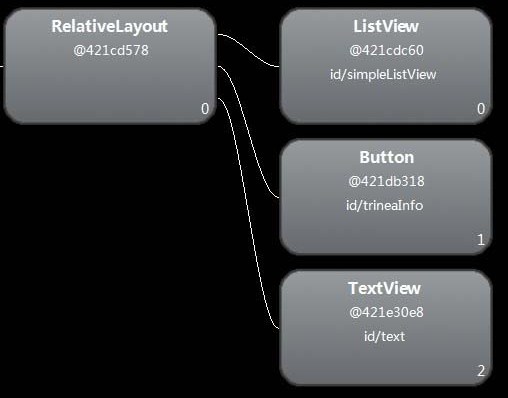 RelativeLayout
@421cd578
0
ListView
@421cdc60
id/simpleListView
0
Button
@421db318
id/trineaInfo
1
TextView
@421e30e8
id/text
2